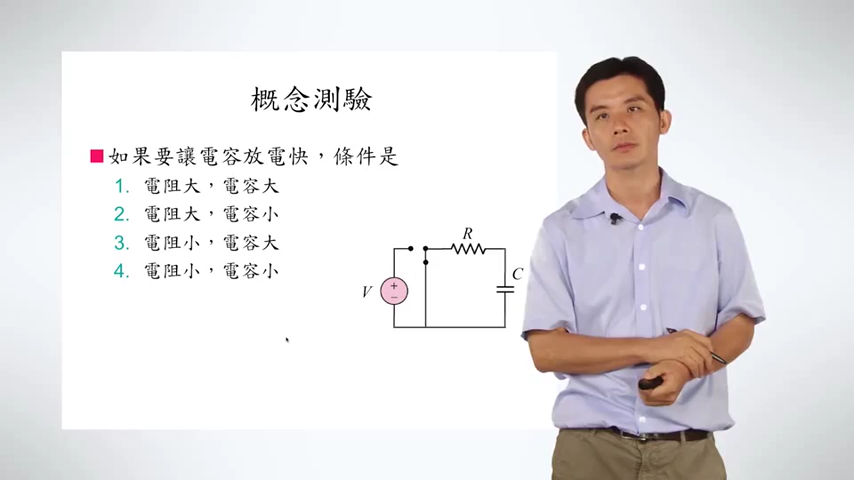 概念測驗
如果要讓電容放電快，條件是
1. 電阻大，電容大
2. 電阻大，電容小
3. 電阻小，電容大
4. 電阻小，電容小
R
C
V
+
−